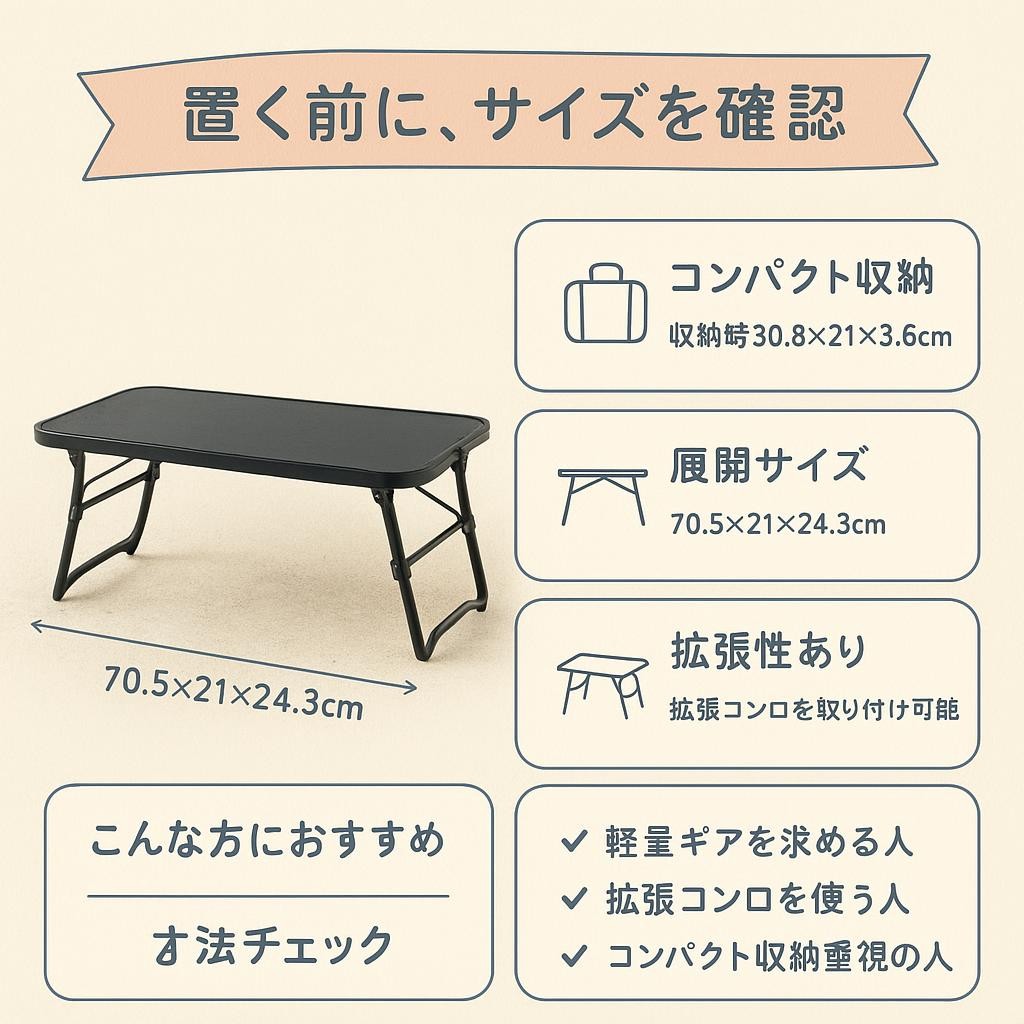 置く前に、サイズを確認
コンパクト収納
収納時30.8×21×3.6cm
展開サイズ
70.5×21×24.3cm
拡張性あり
拡張コンロを取り付け可能
70.5×21×24.3cm
こんな方におすすめ
法チェック
軽量ギアを求める人
拡張コンロを使う人
コンパクト収納重視の人